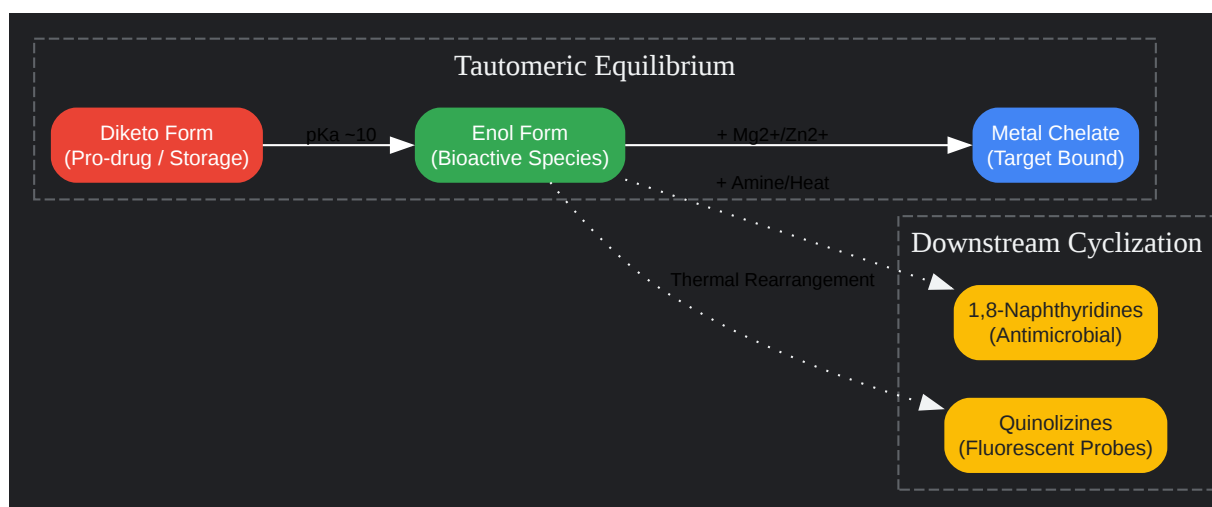 Tautomeric Equilibrium
Diketo Form
(Pro-drug / Storage)
pKa ~10
Enol Form
(Bioactive Species)
+ Mg2+/Zn2+
Metal Chelate
(Target Bound)
+ Amine/Heat
Downstream Cyclization
Thermal Rearrangement
1,8-Naphthyridines
(Antimicrobial)
Quinolizines
(Fluorescent Probes)